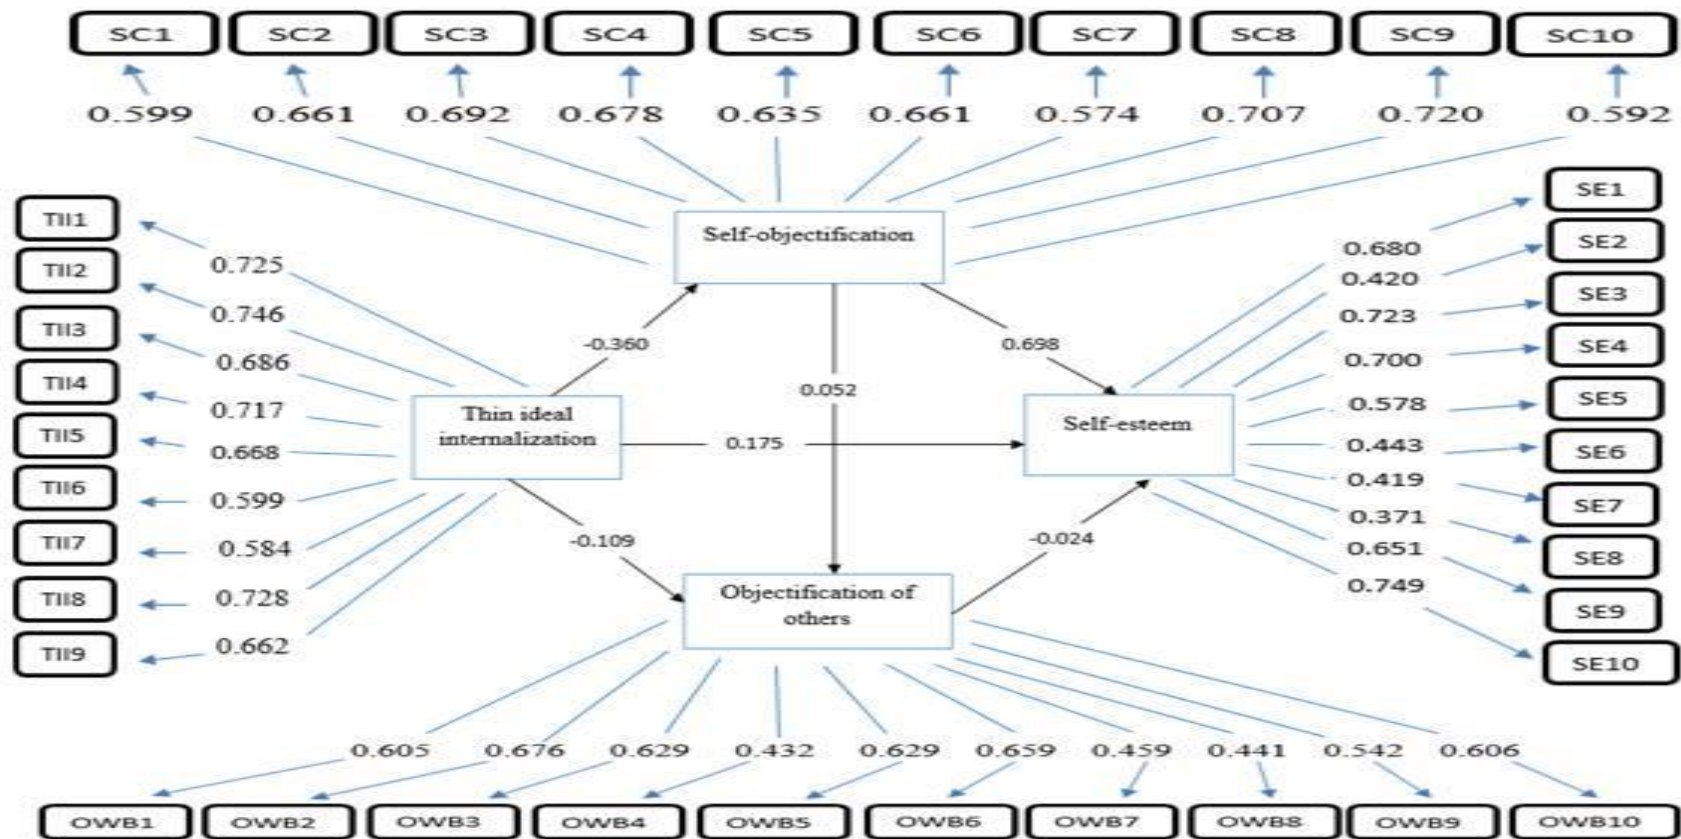 SC1 SC2 SC3 SC4 SC5 SC6 SC7 SC8 SC9 SC10
0.599 0.661 0.692 0.678 0.635 0.661 0.574 0.707 0.720 0.592
Self-objectification
TII1
TII2
TII3
TII4
TII5
TII6
TII7
TII8
TII9
0.725
0.746
0.686
0.717
0.668
0.599
0.584
0.728
0.662
Thin ideal
internalization
-0.360
0.698
0.052
0.175
-0.109
-0.024
Self-esteem
0.680
0.420
0.723
0.700
0.578
0.443
0.419
0.371
0.651
0.749
SE1
SE2
SE3
SE4
SE5
SE6
SE7
SE8
SE9
SE10
Objectification of
others
0.605 0.676 0.629 0.432 0.629 0.659 0.459 0.441 0.542 0.606
OWB1 OWB2 OWB3 OWB4 OWB5 OWB6 OWB7 OWB8 OWB9 OWB10